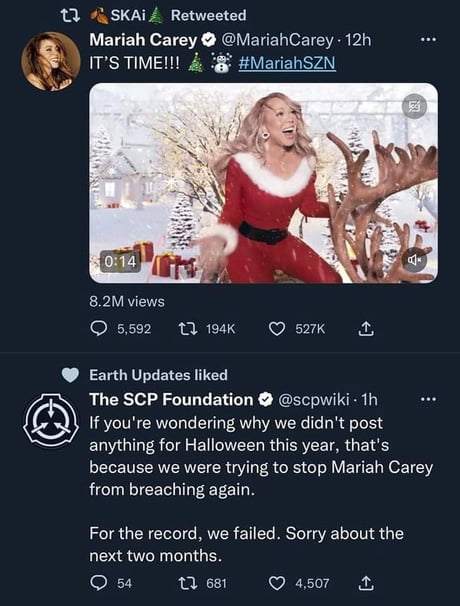 🍂 SKAi🎄 Retweeted
Mariah Carey @MariahCarey · 12h
IT'S TIME!!! 🎄 ☃️ #MariahSZN
0:14
8.2M views
5,592 194K 527K
Earth Updates liked
The SCP Foundation @scpwiki · 1h
If you're wondering why we didn't post
anything for Halloween this year, that's
because we were trying to stop Mariah Carey
from breaching again.
For the record, we failed. Sorry about the
next two months.
54 681 4,507